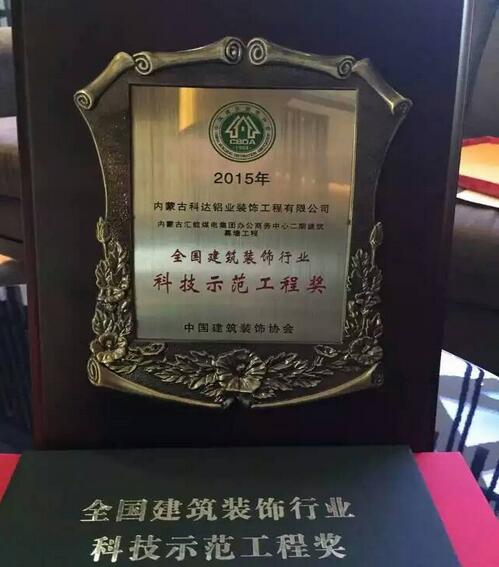 CBDA
1984
2015年
内蒙古科达铝业装饰工程有限公司
内蒙古汇能煤电集团办公商务中心二期建筑
幕墙工程
全国建筑装饰行业
科技示范工程奖
中国建筑装饰协会
全国建筑装饰行业
科技示范工程奖